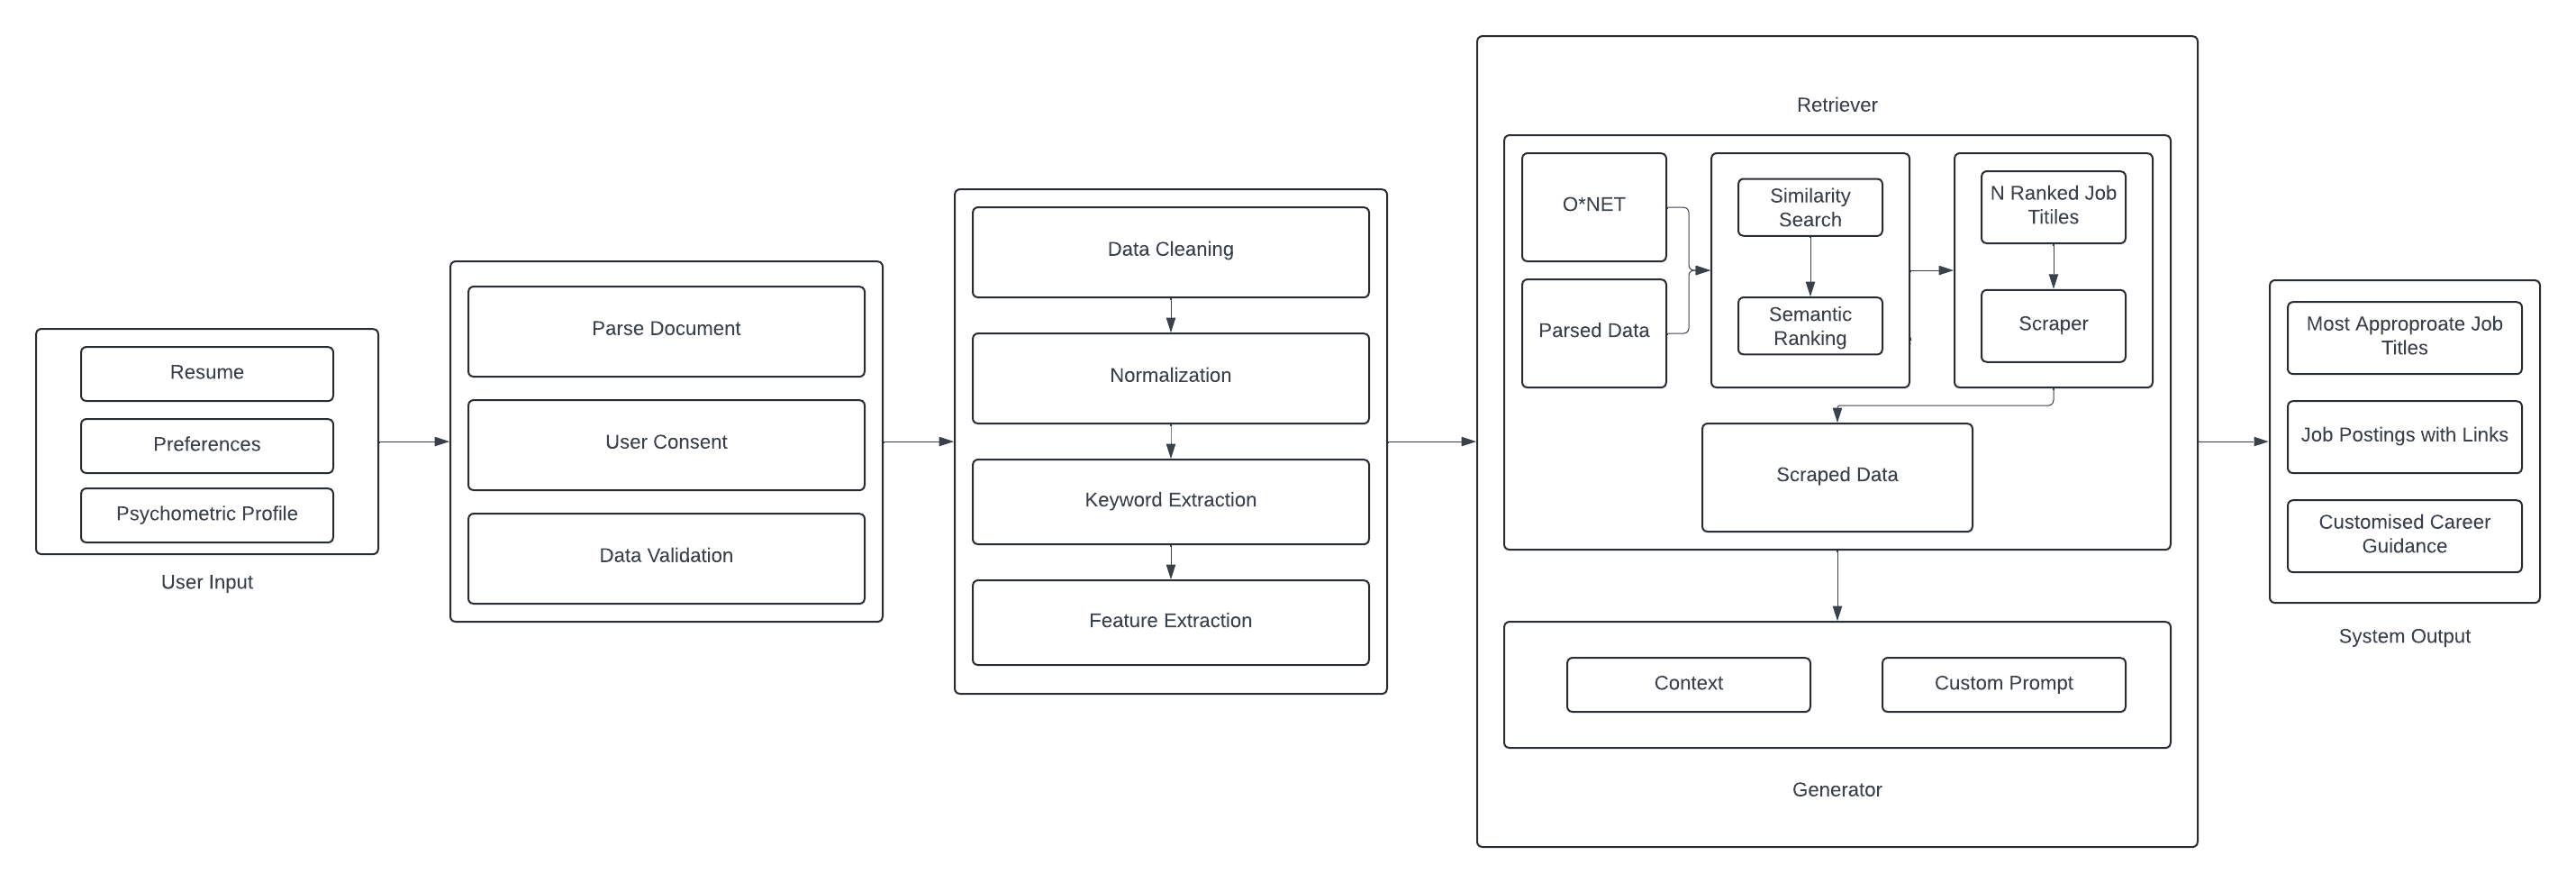 Resume
Preferences
Psychometric Profile
User Input
Parse Document
User Consent
Data Validation
Data Cleaning
Normalization
Keyword Extraction
Feature Extraction
Retriever
O*NET
Parsed Data
Similarity
Search
Semantic
Ranking
N Ranked Job
Titiles
Scraper
Scraped Data
Context
Custom Prompt
Generator
Most Approproate Job
Titles
Job Postings with Links
Customised Career
Guidance
System Output